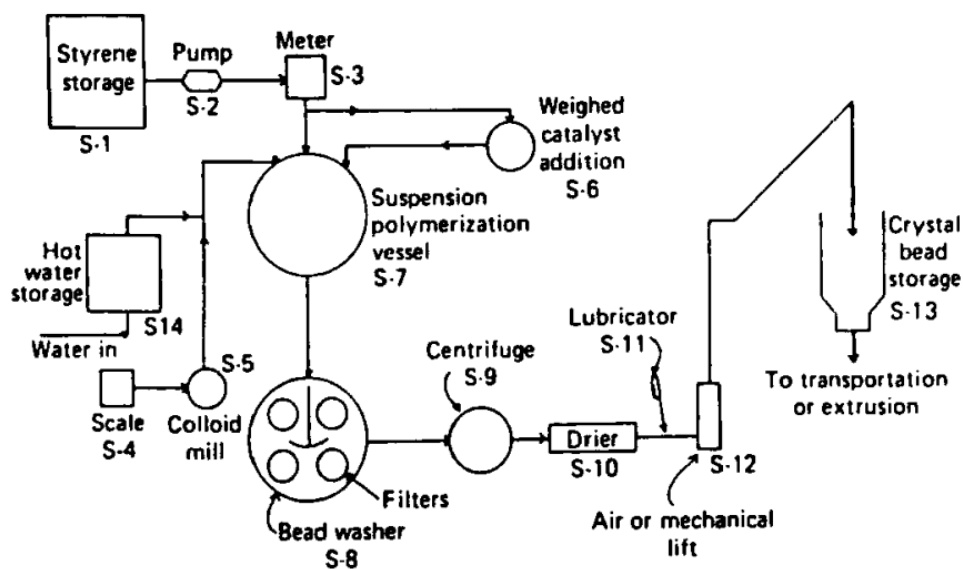 Styrene
storage
S-1
Pump
S-2
Meter
S-3
Weighed
catalyst
addition
S-6
Suspension
polymerization
vessel
S-7
Hot
water
storage
S14
Water in
S-5
Scale
S-4
Colloid
mill
Filters
Bead washer
S-8
Centrifuge
S-9
Drier
S-10
Lubricator
S-11
S-12
Air or mechanical
lift
Crystal
bead
storage
S-13
To transportation
or extrusion